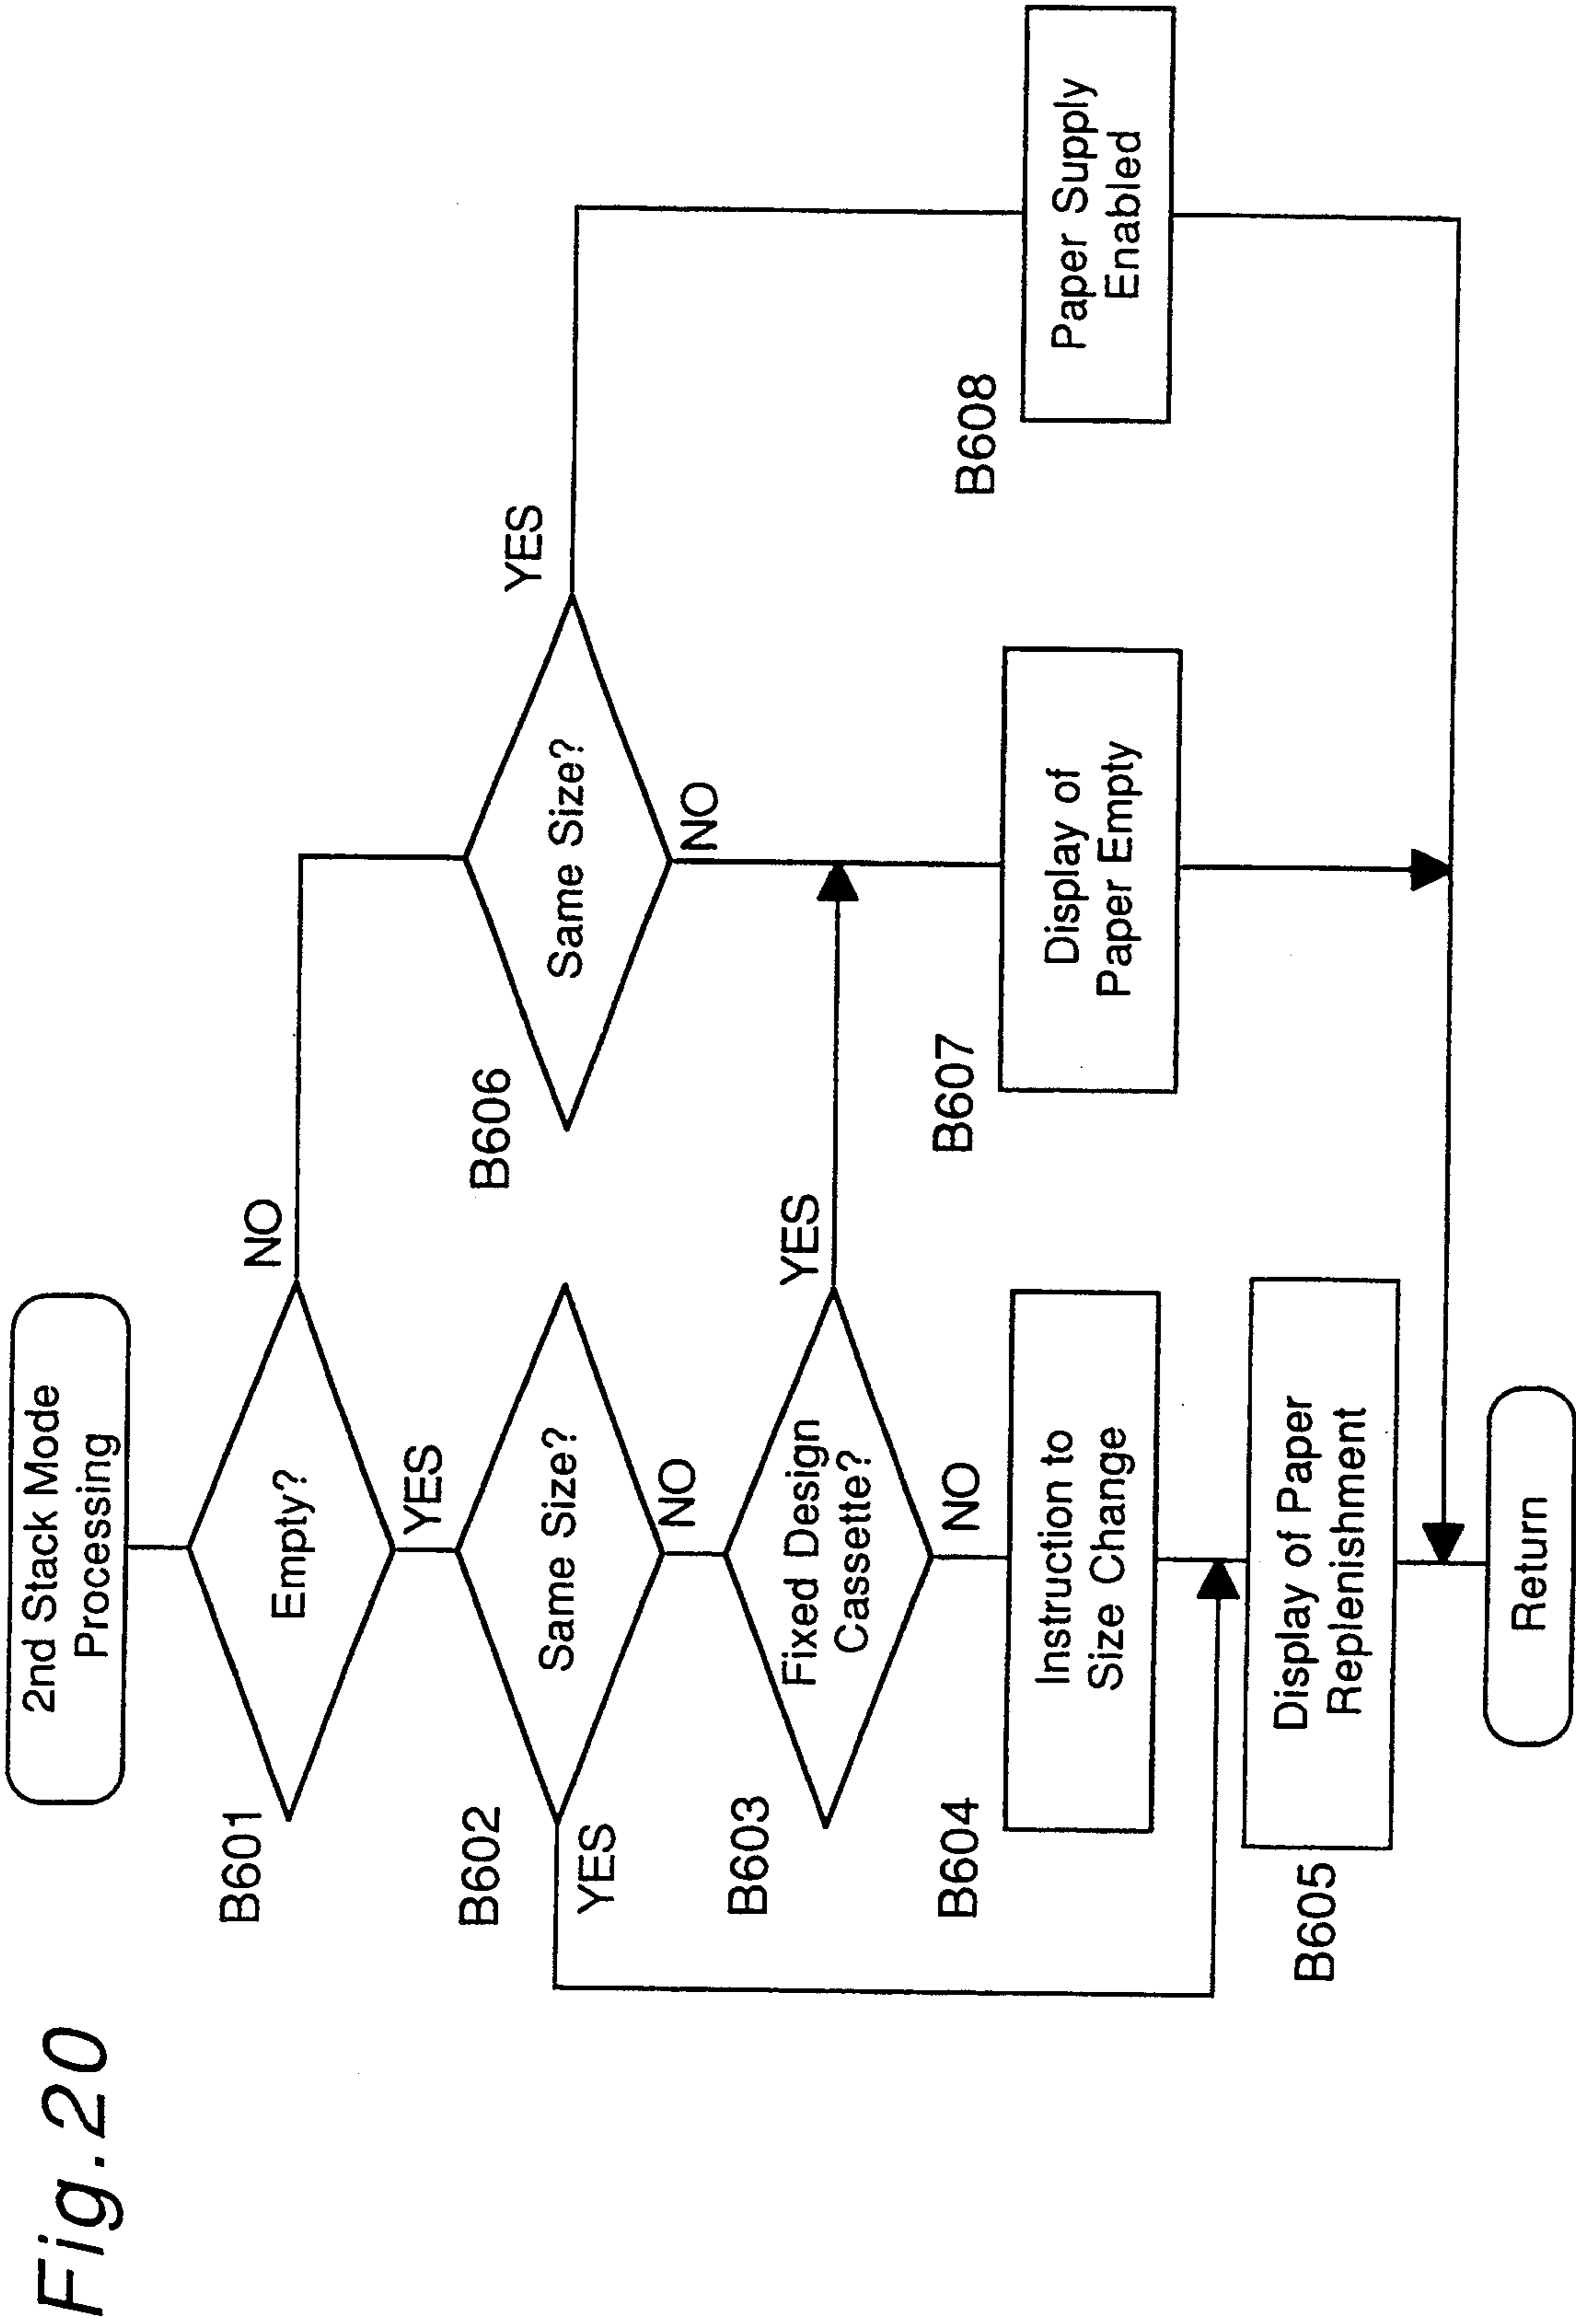 Fig.20
2nd Stack Mode
Processing
B601
Empty?
NO
YES
B602
Same Size?
YES
NO
B606
Same Size?
YES
NO
B603
Fixed Design
Cassette?
YES
NO
B604
Instruction to
Size Change
B607
Display of
Paper Empty
B608
Paper Supply
Enabled
B605
Display of Paper
Replenishment
Return